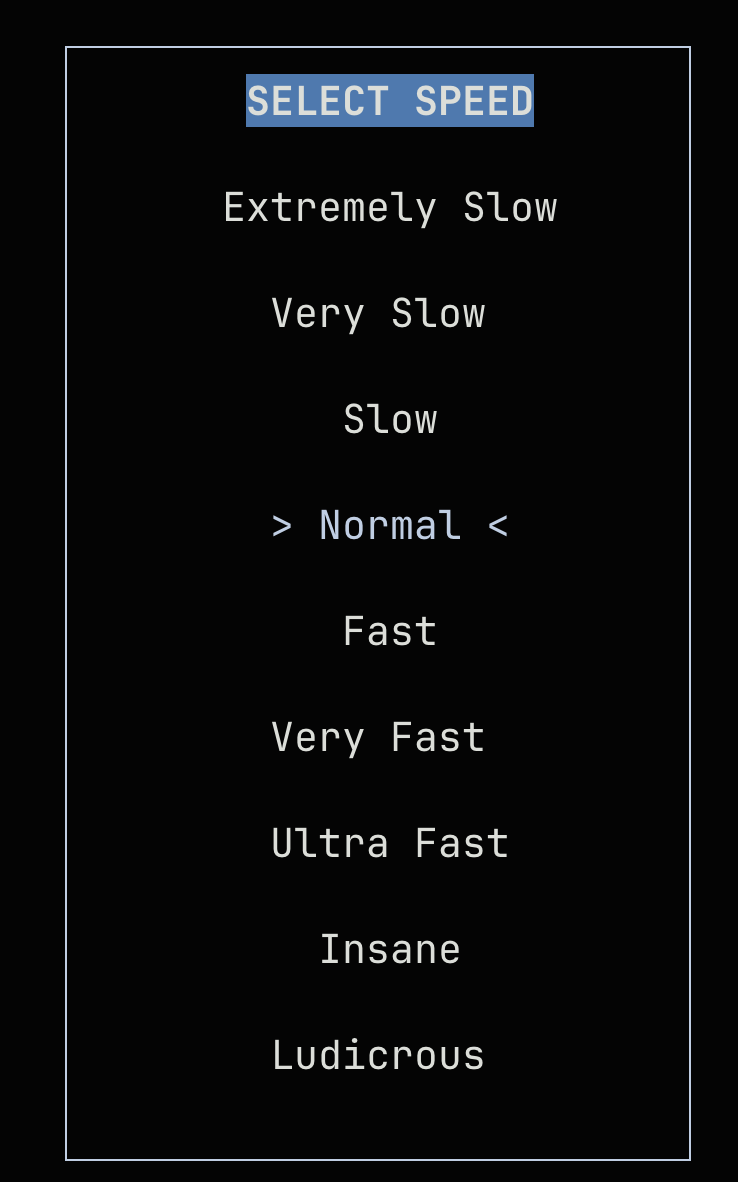 SELECT SPEED
Extremely Slow
Very Slow
Slow
> Normal <
Fast
Very Fast
Ultra Fast
Insane
Ludicrous